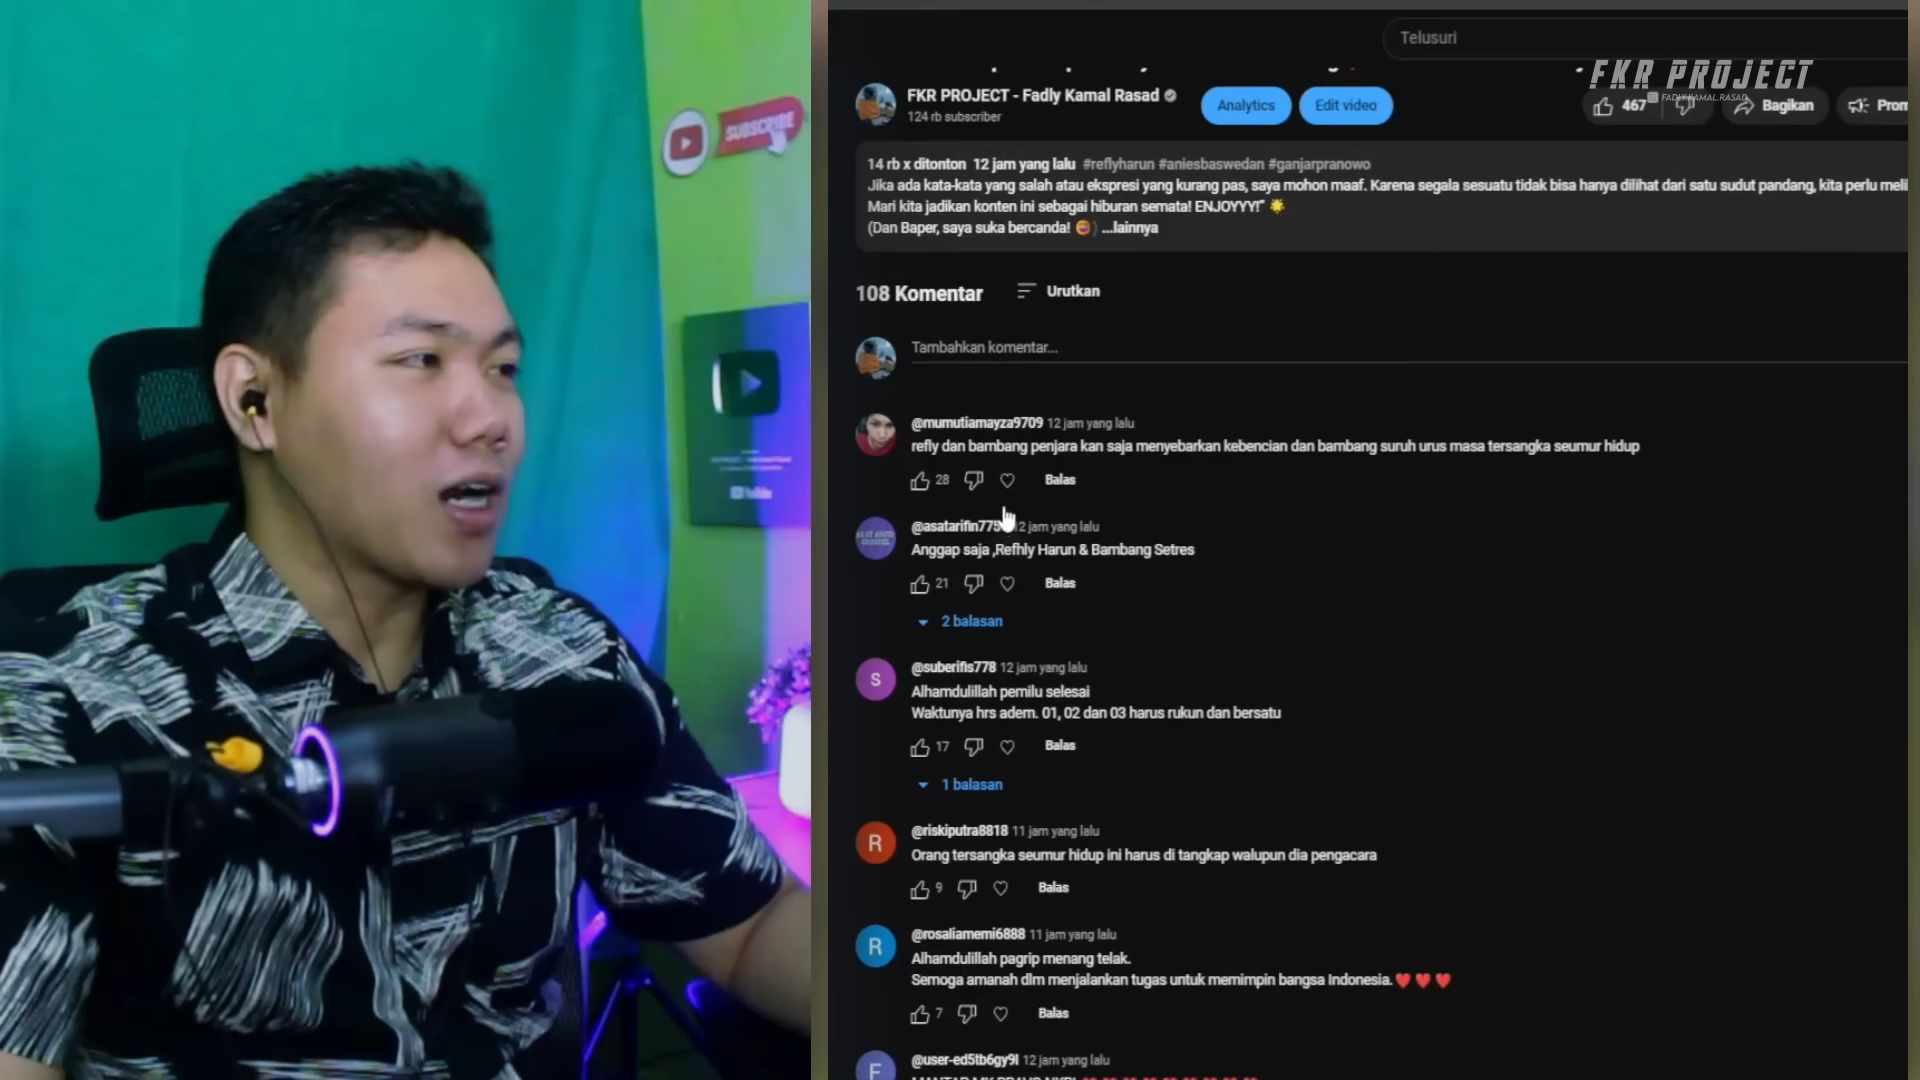 Telusuri
FKR PROJECT
FADLY.KAMAL.RASAD
FKR PROJECT - Fadly Kamal Rasad
124 rb subscriber
Analytics
Edit video
467
Bagikan
Prom
14 rb x ditonton 12 jam yang lalu #reflyharun #aniesbaswedan #ganjarpranowo
Jika ada kata-kata yang salah atau ekspresi yang kurang pas, saya mohon maaf. Karena segala sesuatu tidak bisa hanya dilihat dari satu sudut pandang, kita perlu meli
Mari kita jadikan konten ini sebagai hiburan semata! ENJOYYY!" 🌟
(Dan Baper, saya suka bercanda! 😄) ...lainnya
108 Komentar
Urutkan
Tambahkan komentar...
@mumutiamayza9709 12 jam yang lalu
refly dan bambang penjara kan saja menyebarkan kebencian dan bambang suruh urus masa tersangka seumur hidup
28 Balas
@asatarifin775 2 jam yang lalu
Anggap saja ,Refhly Harun & Bambang Setres
21 Balas
2 balasan
S
@suberifis778 12 jam yang lalu
Alhamdulillah pemilu selesai
Waktunya hrs adem. 01, 02 dan 03 harus rukun dan bersatu
17 Balas
1 balasan
R
@riskiputra8818 11 jam yang lalu
Orang tersangka seumur hidup ini harus di tangkap walupun dia pengacara
9 Balas
R
@rosaliamemi6888 11 jam yang lalu
Alhamdulillah pagrip menang telak.
Semoga amanah dlm menjalankan tugas untuk memimpin bangsa Indonesia.❤️❤️❤️
7 Balas
@user-ed5tb6gy9l 12 jam yang lalu
SUBSCRIBE